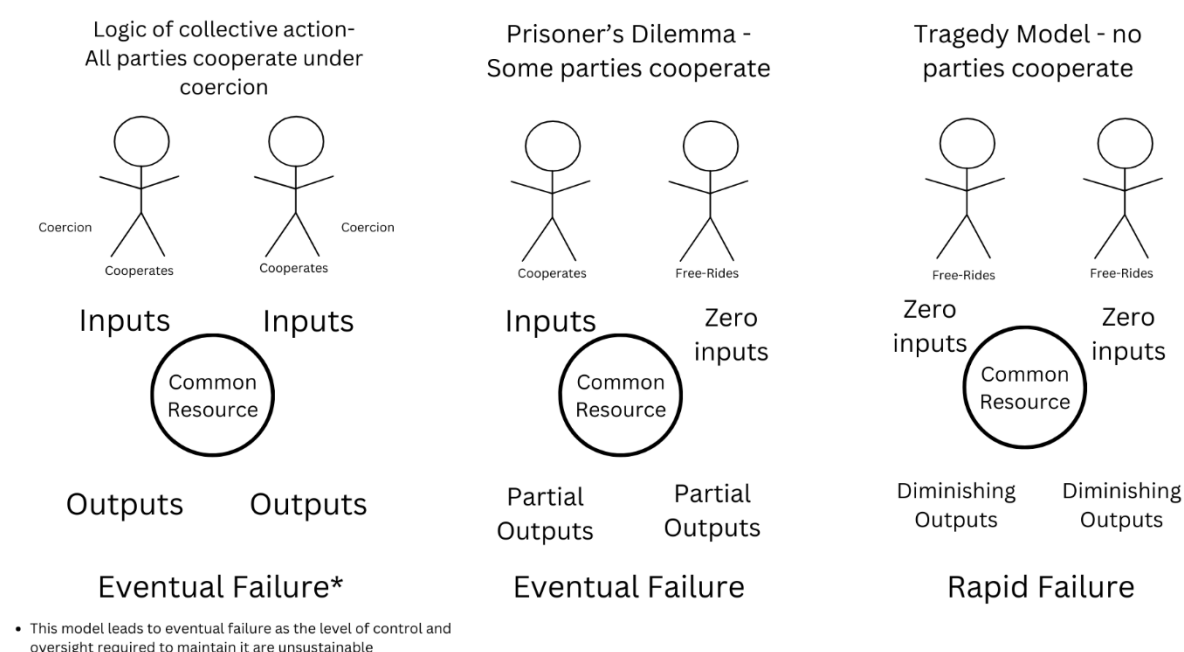 Logic of collective action-
All parties cooperate under
coercion
Coercion
Coercion
Cooperates
Cooperates
Inputs
Inputs
Common
Resource
Outputs
Outputs
Eventual Failure*
• This model leads to eventual failure as the level of control and
oversight required to maintain it are unsustainable
Prisoner's Dilemma -
Some parties cooperate
Cooperates
Free-Rides
Inputs
Zero
inputs
Common
Resource
Partial
Outputs
Partial
Outputs
Eventual Failure
Tragedy Model - no
parties cooperate
Free-Rides
Free-Rides
Zero
inputs
Zero
inputs
Common
Resource
Diminishing
Outputs
Diminishing
Outputs
Rapid Failure